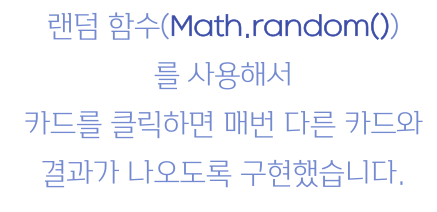 랜덤 함수(Math.random())
를 사용해서
카드를 클릭하면 매번 다른 카드와
결과가 나오도록 구현했습니다.